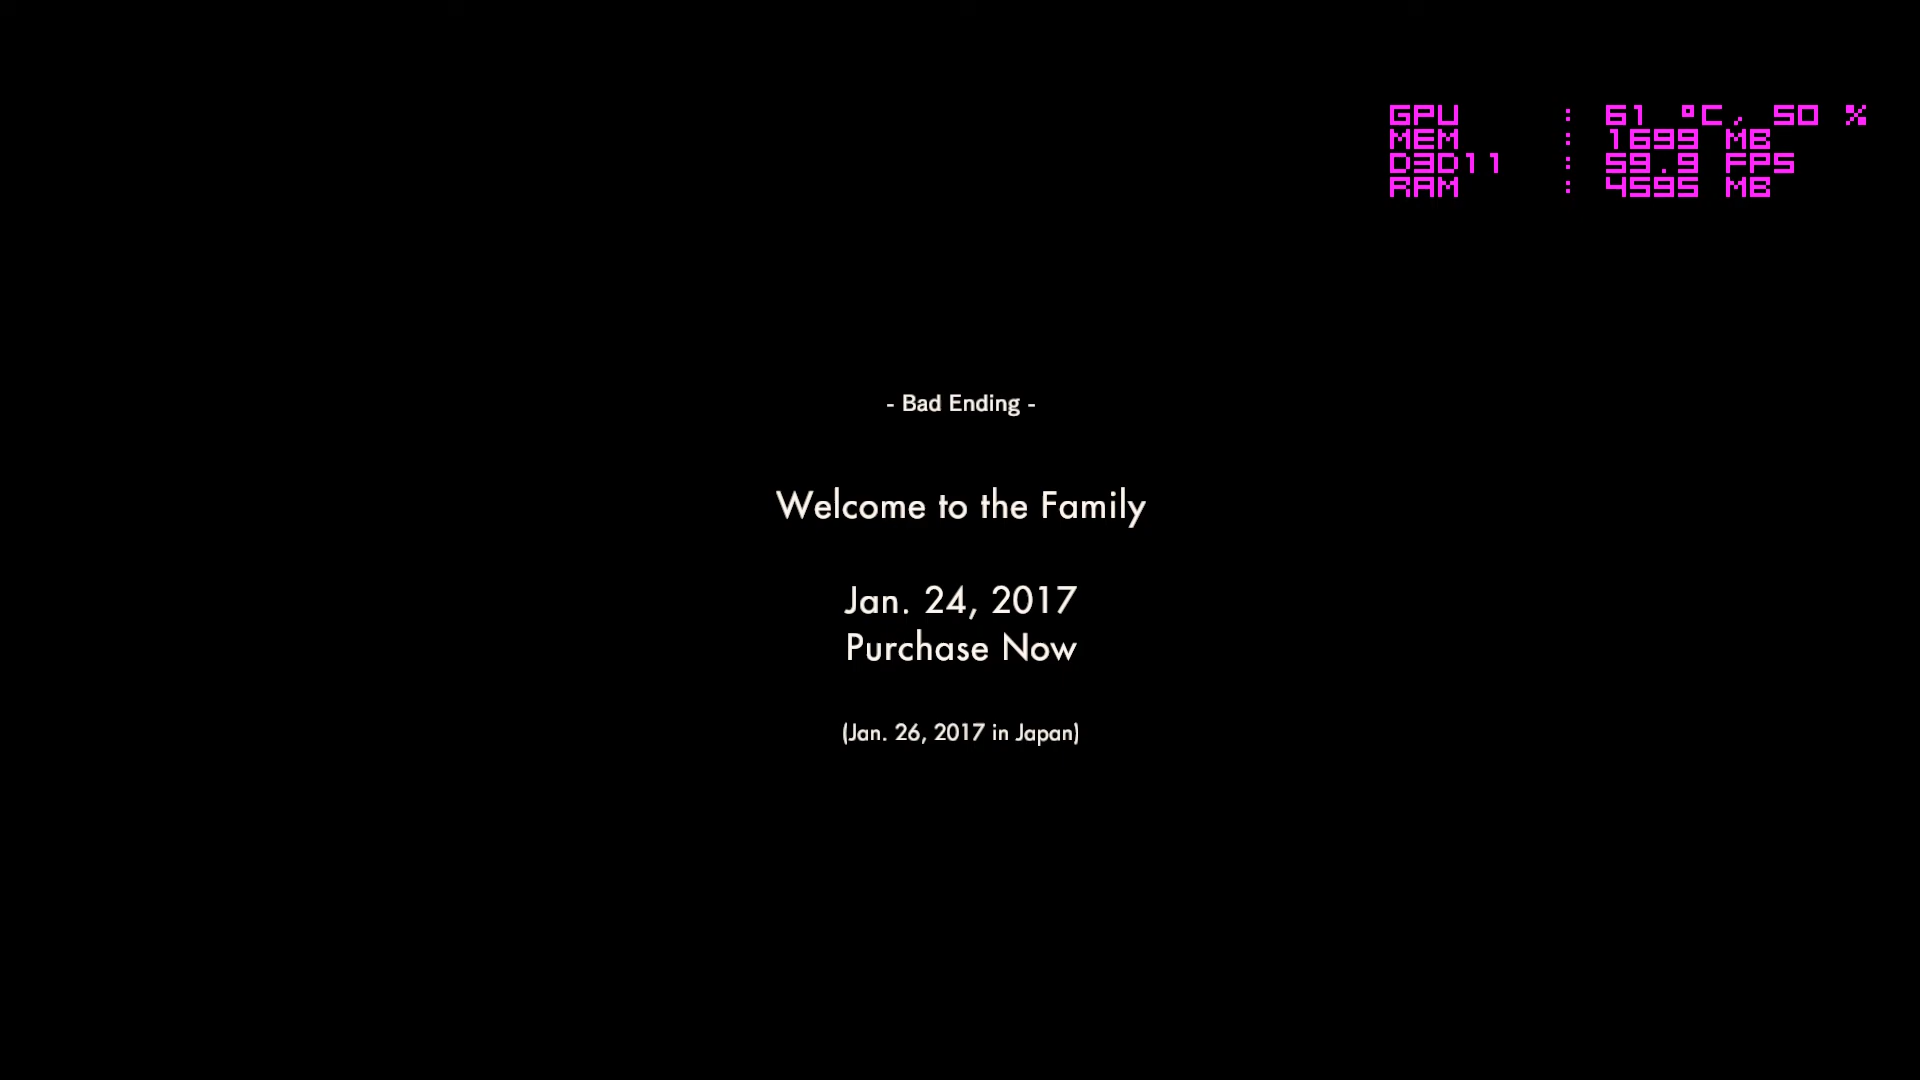 GPU : 61 °C, 50 %
MEM : 1699 MB
D3D11 : 59.9 FPS
RAM : 4595 MB
- Bad Ending -
Welcome to the Family
Jan. 24, 2017
Purchase Now
(Jan. 26, 2017 in Japan)